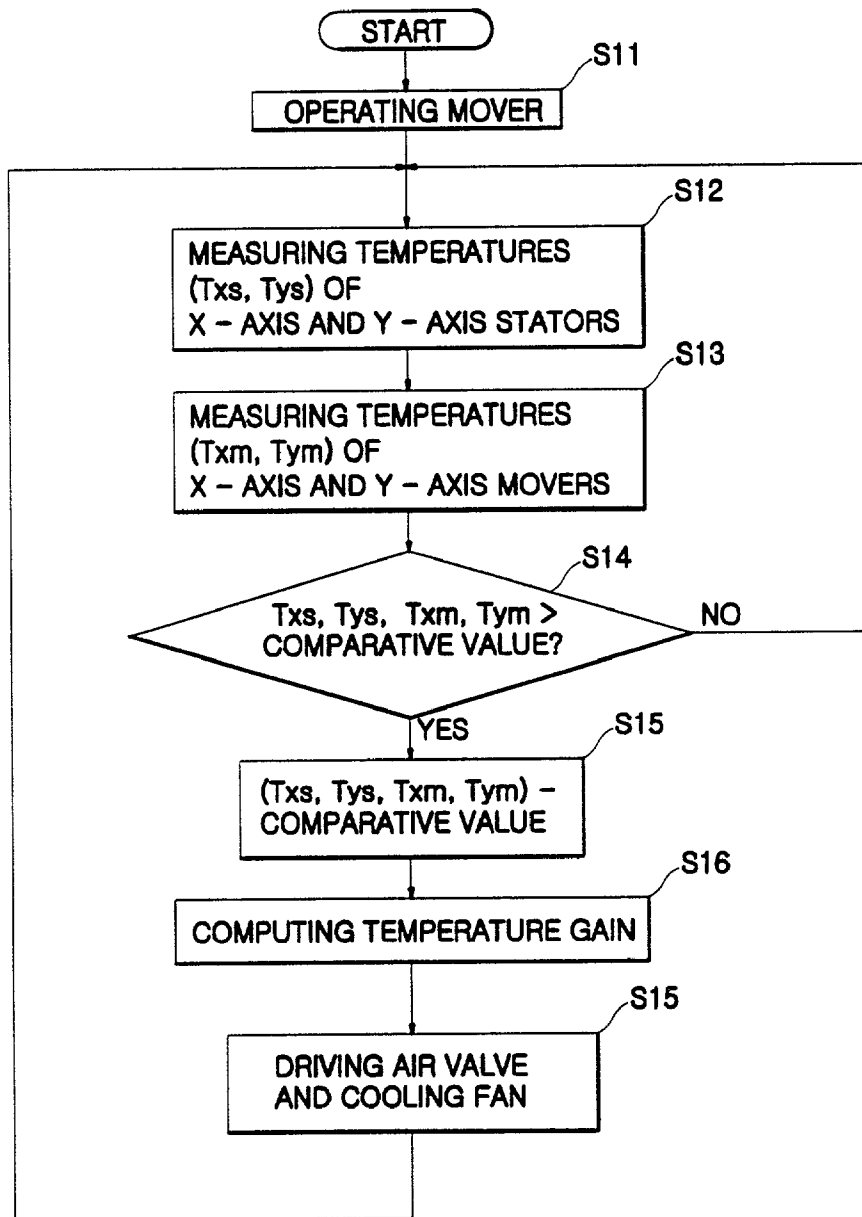 START
S11
OPERATING MOVER
S12
MEASURING TEMPERATURES
(Txs, Tys) OF
X - AXIS AND Y - AXIS STATORS
S13
MEASURING TEMPERATURES
(Txm, Tym) OF
X - AXIS AND Y - AXIS MOVERS
S14
Txs, Tys, Txm, Tym >
COMPARATIVE VALUE?
NO
YES
S15
(Txs, Tys, Txm, Tym) -
COMPARATIVE VALUE
S16
COMPUTING TEMPERATURE GAIN
S15
DRIVING AIR VALVE
AND COOLING FAN